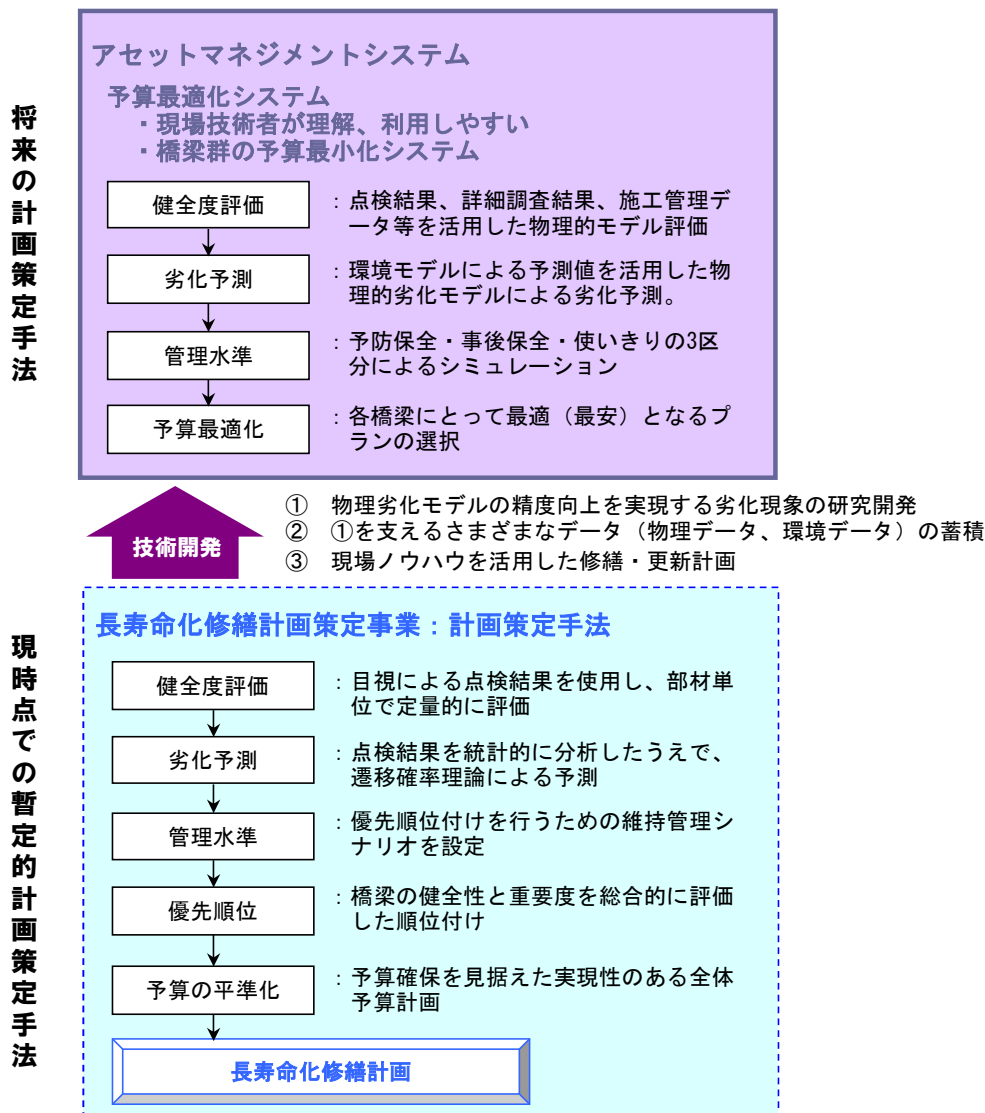 将来の計画策定手法
アセットマネジメントシステム
予算最適化システム
・現場技術者が理解、利用しやすい
・橋梁群の予算最小化システム
健全度評価
：点検結果、詳細調査結果、施工管理デ
ータ等を活用した物理的モデル評価
劣化予測
：環境モデルによる予測値を活用した物
理的劣化モデルによる劣化予測。
管理水準
：予防保全・事後保全・使いきりの3区
分によるシミュレーション
予算最適化
：各橋梁にとって最適（最安）となるプ
ランの選択
技術開発
① 物理劣化モデルの精度向上を実現する劣化現象の研究開発
② ①を支えるさまざまなデータ（物理データ、環境データ）の蓄積
③ 現場ノウハウを活用した修繕・更新計画
現時点での暫定的計画策定手法
長寿命化修繕計画策定事業：計画策定手法
健全度評価
：目視による点検結果を使用し、部材単
位で定量的に評価
劣化予測
：点検結果を統計的に分析したうえで、
遷移確率理論による予測
管理水準
：優先順位付けを行うための維持管理シ
ナリオを設定
優先順位
：橋梁の健全性と重要度を総合的に評価
した順位付け
予算の平準化
：予算確保を見据えた実現性のある全体
予算計画
長寿命化修繕計画